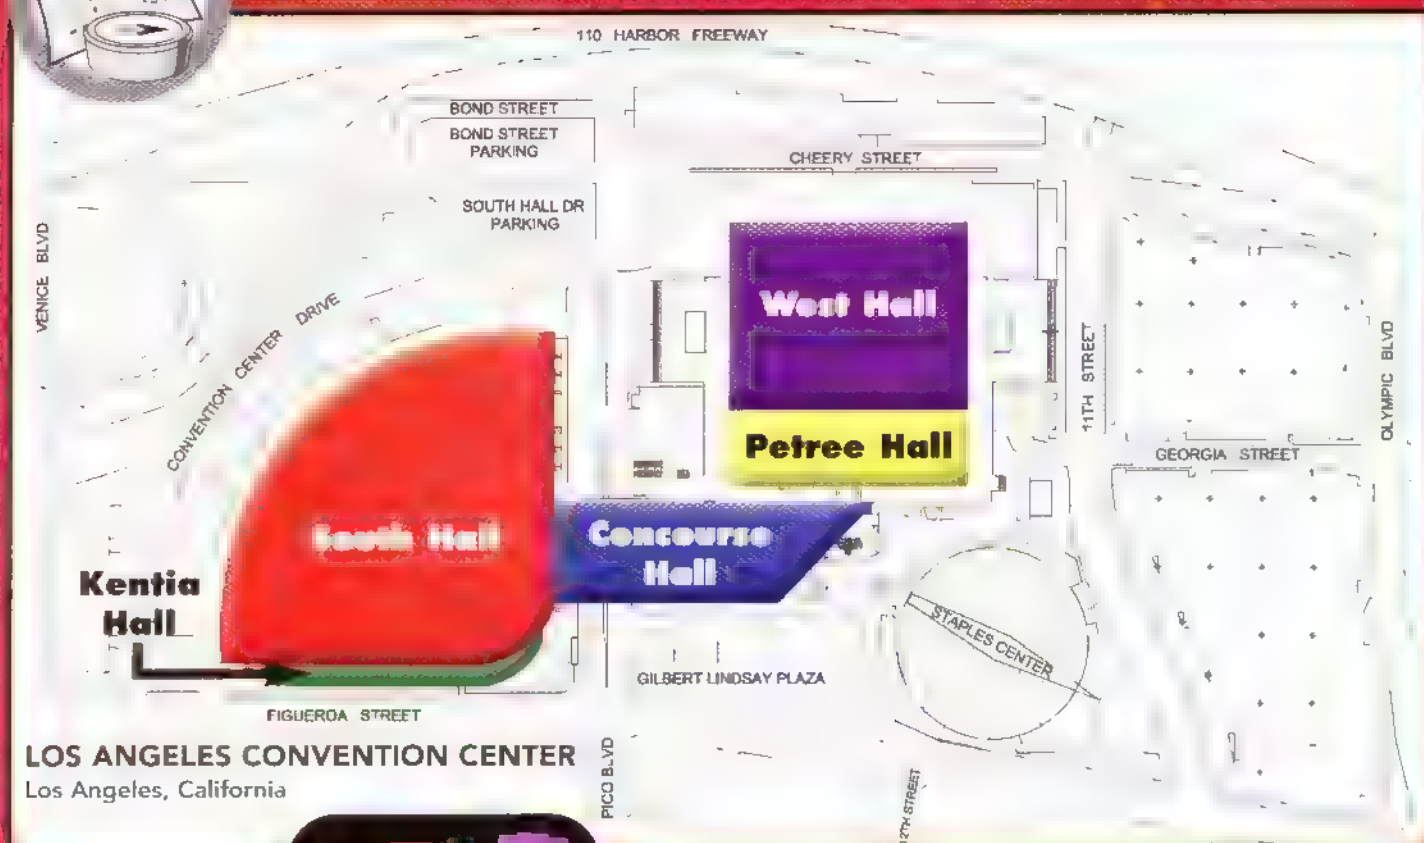 110 HARBOR FREEWAY
BOND STREET
BOND STREET
PARKING
CHEERY STREET
SOUTH HALL DR
PARKING
VENICE BLVD
CONVENTION CENTER DRIVE
West Hall
11TH STREET
OLYMPIC BLVD
Petree Hall
GEORGIA STREET
South Hall
Concourse
Hall
Kentia
Hall
STAPLES CENTER
GILBERT LINDSAY PLAZA
FIGUEROA STREET
LOS ANGELES CONVENTION CENTER
Los Angeles, California
PICO BLVD
12TH STREET